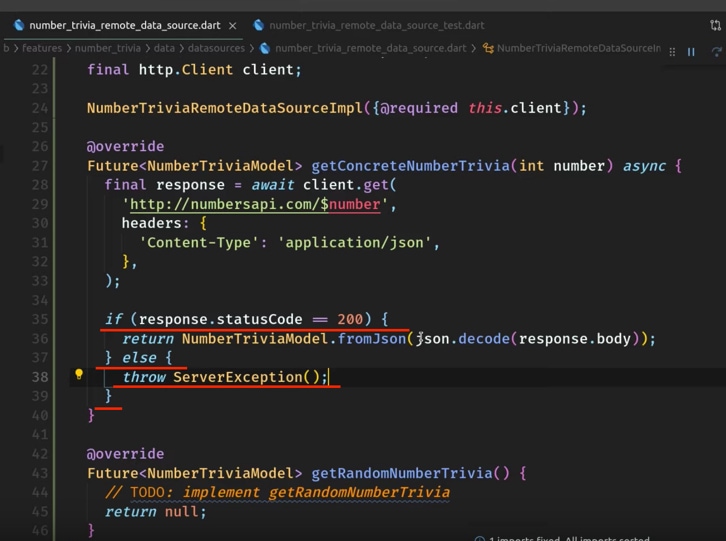 number_trivia_remote_data_source.dart
number_trivia_remote_data_source_test.dart
b > features > number_trivia > data > datasources > number_trivia_remote_data_source.dart > NumberTriviaRemoteDataSourceIn
22 final http.Client client;
23
24 NumberTriviaRemoteDataSourceImpl({@required this.client});
25
26 @override
27 Future<NumberTriviaModel> getConcreteNumberTrivia(int number) async {
28 final response = await client.get(
29 'http://numbersapi.com/$number',
30 headers: {
31 'Content-Type': 'application/json',
32 },
33 );
34
35 if (response.statusCode == 200) {
36 return NumberTriviaModel.fromJson(json.decode(response.body));
37 } else {
38 throw ServerException();
39 }
40 }
41
42 @override
43 Future<NumberTriviaModel> getRandomNumberTrivia() {
44 // TODO: implement getRandomNumberTrivia
45 return null;
46 }
1 imports fixed. All imports sorted